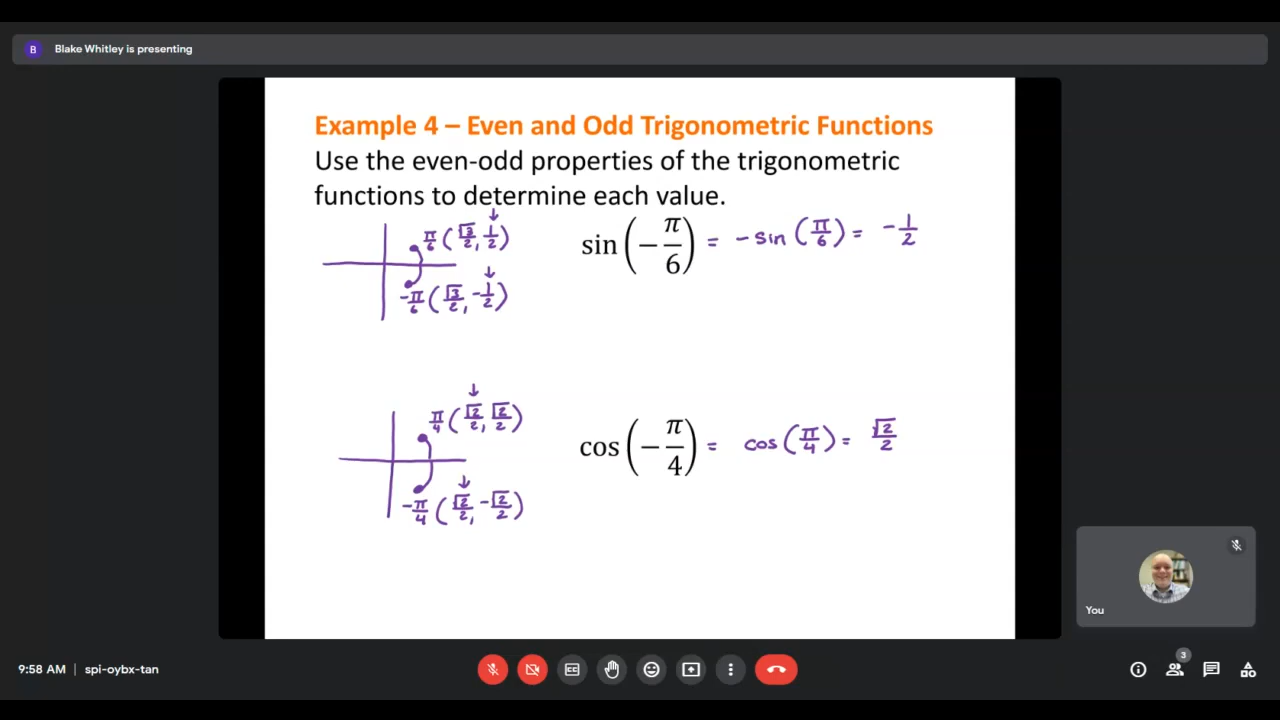 B Blake Whitley is presenting
Example 4 – Even and Odd Trigonometric Functions
Use the even-odd properties of the trigonometric
functions to determine each value.
π/6 (√3/2, 1/2)
sin(−π/6) = -sin(π/6) = -1/2
-π/6 (√3/2, -1/2)
π/4 (√2/2, √2/2)
cos(−π/4) = cos(π/4) = √2/2
-π/4 (√2/2, -√2/2)
You
9:58 AM | spi-oybx-tan
CC
3